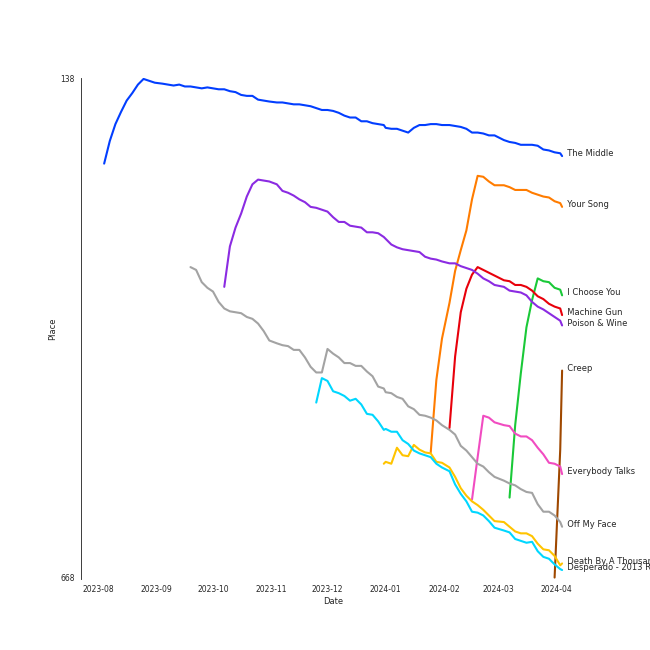 138
The Middle
Your Song
I Choose You
Machine Gun
Poison & Wine
Place
Creep
Everybody Talks
Off My Face
Death By A Thousan
Desperado - 2013 R
668
2023-08 2023-09 2023-10 2023-11 2023-12 2024-01 2024-02 2024-03 2024-04
Date